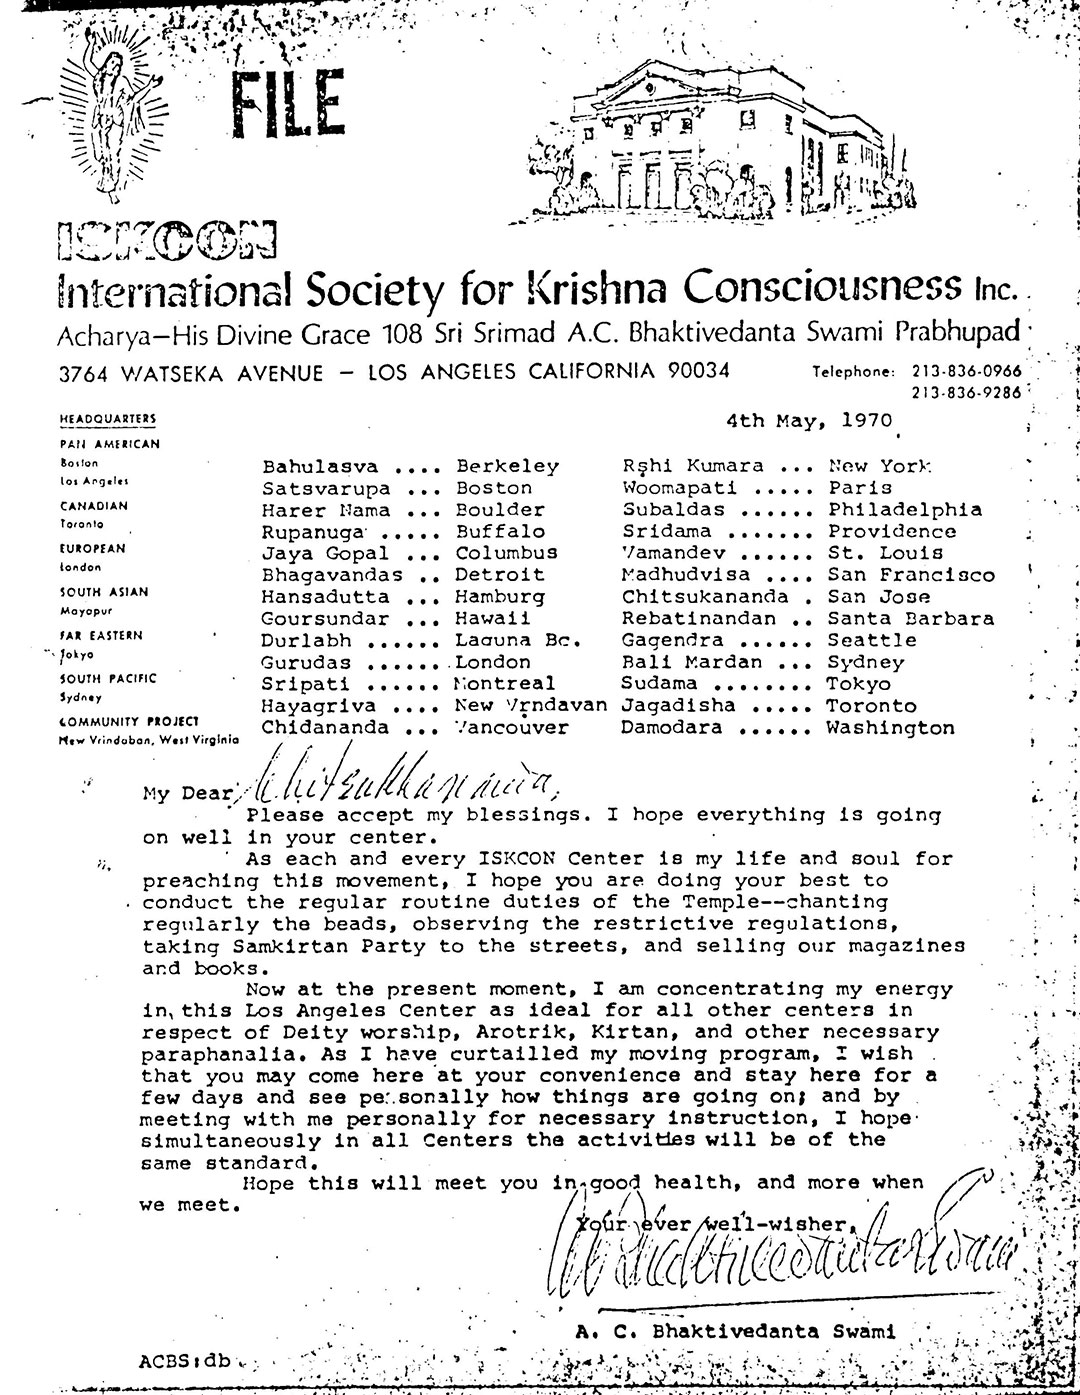 FILE
ISKCON
International Society for Krishna Consciousness Inc.
Acharya—His Divine Grace 108 Sri Srimad A.C. Bhaktivedanta Swami Prabhupad
3764 WATSEKA AVENUE — LOS ANGELES CALIFORNIA 90034 Telephone: 213-836-0966
213-836-9286
HEADQUARTERS
PAN AMERICAN
Boston
Los Angeles
CANADIAN
Toronto
EUROPEAN
London
SOUTH ASIAN
Mayapur
FAR EASTERN
Tokyo
SOUTH PACIFIC
Sydney
COMMUNITY PROJECT
New Vrindaban, West Virginia
4th May, 1970
Bahulasva .... Berkeley Rshi Kumara ... New York
Satsvarupa ... Boston Woomapati ..... Paris
Harer Nama ... Boulder Subaldas ...... Philadelphia
Rupanuga ..... Buffalo Sridama ....... Providence
Jaya Gopal ... Columbus Vamandev ...... St. Louis
Bhagavandas .. Detroit Madhudvisa .... San Francisco
Hansadutta ... Hamburg Chitsukananda . San Jose
Goursundar ... Hawaii Rebatinandan .. Santa Barbara
Durlabh ...... Laguna Bc. Gagendra ...... Seattle
Gurudas ...... London Bali Mardan ... Sydney
Sripati ...... Montreal Sudama ........ Tokyo
Hayagriva .... New Vrndavan Jagadisha ..... Toronto
Chidananda ... Vancouver Damodara ...... Washington
My Dear Chitsukhananda,
Please accept my blessings. I hope everything is going
on well in your center.
As each and every ISKCON Center is my life and soul for
preaching this movement, I hope you are doing your best to
conduct the regular routine duties of the Temple--chanting
regularly the beads, observing the restrictive regulations,
taking Samkirtan Party to the streets, and selling our magazines
and books.
Now at the present moment, I am concentrating my energy
in this Los Angeles Center as ideal for all other centers in
respect of Deity worship, Arotrik, Kirtan, and other necessary
paraphanalia. As I have curtailled my moving program, I wish
that you may come here at your convenience and stay here for a
few days and see personally how things are going on; and by
meeting with me personally for necessary instruction, I hope
simultaneously in all Centers the activities will be of the
same standard.
Hope this will meet you in good health, and more when
we meet.
Your ever well-wisher,
A.C. Bhaktivedanta Swami
A. C. Bhaktivedanta Swami
ACBS:db